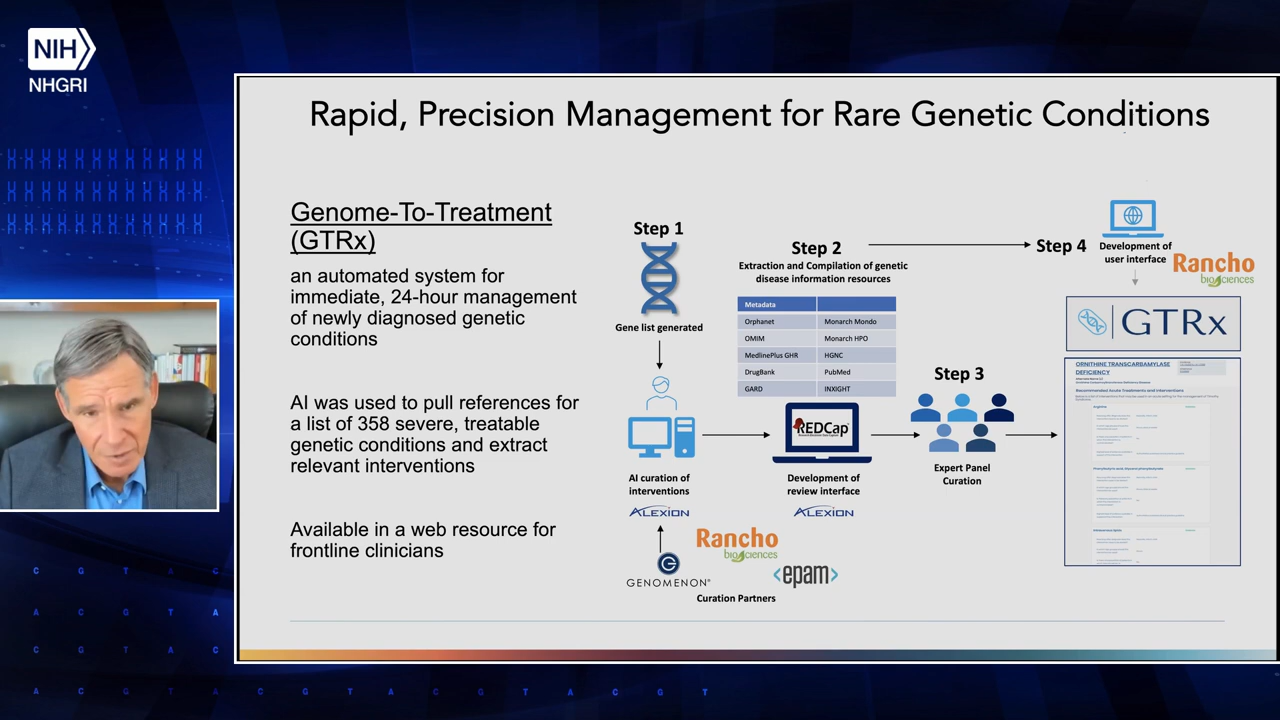 NIH
NHGRI
Rapid, Precision Management for Rare Genetic Conditions
Genome-To-Treatment
(GTRx)
an automated system for
immediate, 24-hour management
of newly diagnosed genetic
conditions
AI was used to pull references for
a list of 358 severe, treatable
genetic conditions and extract
relevant interventions
Available in a web resource for
frontline clinicians
Step 1
Gene list generated
AI curation of
interventions
ALEXION
GENOMENON
Rancho
biosciences
<epam>
Curation Partners
Step 2
Extraction and Compilation of genetic
disease information resources
Metadata
Orphanet Monarch Mondo
OMIM Monarch HPO
MedlinePlus GHR HGNC
DrugBank PubMed
GARD INXIGHT
REDCap
Development of
review interface
ALEXION
Step 3
Expert Panel
Curation
Step 4
Development of
user interface
Rancho
biosciences
GTRx
ORNITHINE TRANSCARBAMYLASE
DEFICIENCY
Recommended Acute Treatments and Interventions
Arginine
C G T A C
A C G T A
C G T A C
A C G T A C G T A C G T A C G T